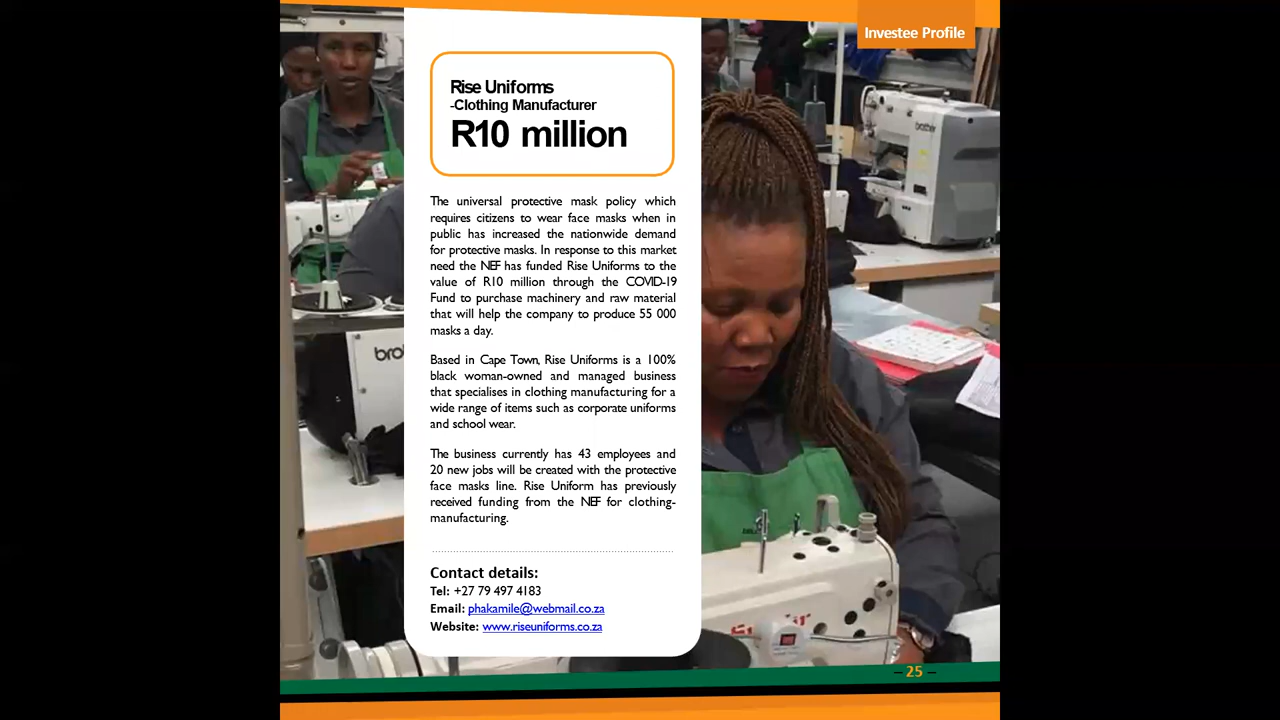 Investee Profile
Rise Uniforms
-Clothing Manufacturer
R10 million
The universal protective mask policy which
requires citizens to wear face masks when in
public has increased the nationwide demand
for protective masks. In response to this market
need the NEF has funded Rise Uniforms to the
value of R10 million through the COVID-19
Fund to purchase machinery and raw material
that will help the company to produce 55 000
masks a day.
Based in Cape Town, Rise Uniforms is a 100%
black woman-owned and managed business
that specialises in clothing manufacturing for a
wide range of items such as corporate uniforms
and school wear.
The business currently has 43 employees and
20 new jobs will be created with the protective
face masks line. Rise Uniform has previously
received funding from the NEF for clothing-
manufacturing.
Contact details:
Tel: +27 79 497 4183
Email: phakamile@webmail.co.za
Website: www.riseuniforms.co.za
brother
– 25 –